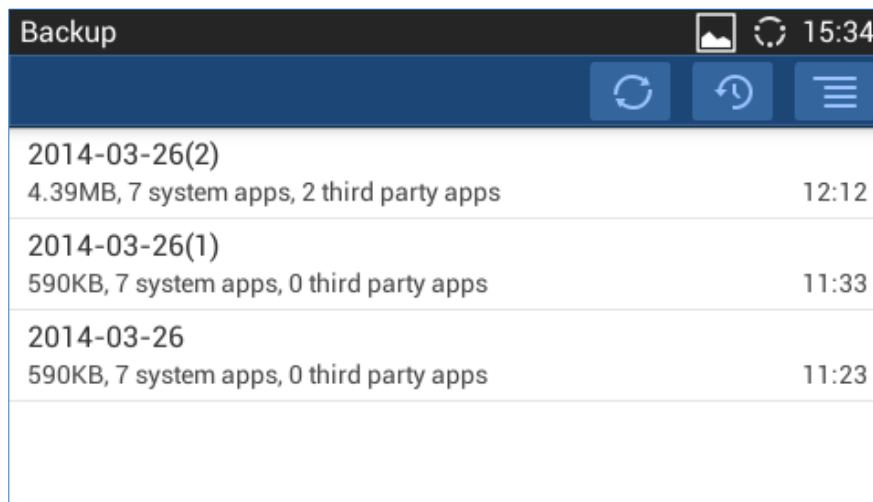 Backup 15:34
2014-03-26(2)
4.39MB, 7 system apps, 2 third party apps 12:12
2014-03-26(1)
590KB, 7 system apps, 0 third party apps 11:33
2014-03-26
590KB, 7 system apps, 0 third party apps 11:23